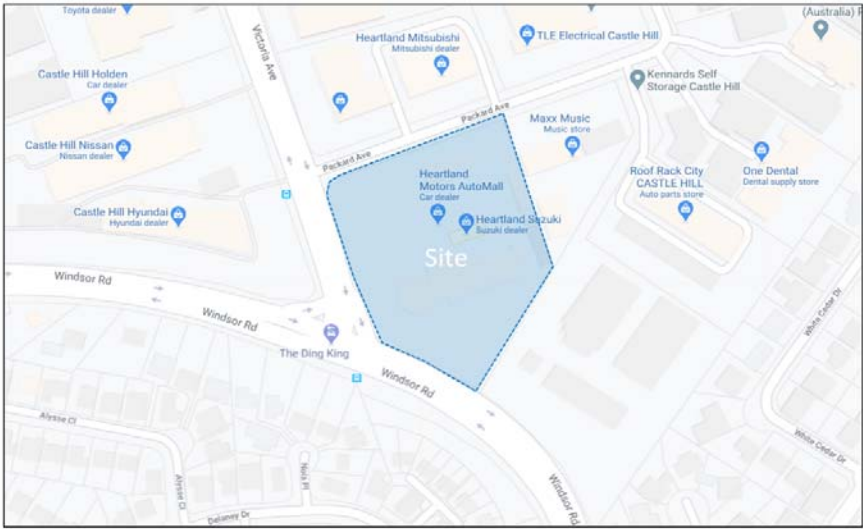 Toyota dealer
Victoria Ave
Heartland Mitsubishi
Mitsubishi dealer
TLE Electrical Castle Hill
(Australia)
Castle Hill Holden
Car dealer
Kennards Self
Storage Castle Hill
Packard Ave
Maxx Music
Music store
Castle Hill Nissan
Nissan dealer
Packard Ave
Heartland
Motors AutoMall
Car dealer
Roof Rack City
CASTLE HILL
Auto parts store
One Dental
Dental supply store
Castle Hill Hyundai
Hyundai dealer
Heartland Suzuki
Suzuki dealer
Site
Windsor Rd
Windsor Rd
White Cedar Dr
The Ding King
Windsor Rd
Alysse Cl
White Cedar Dr
Alysse Cl
Nola Pl
Windsor Rd
Delaney Dr